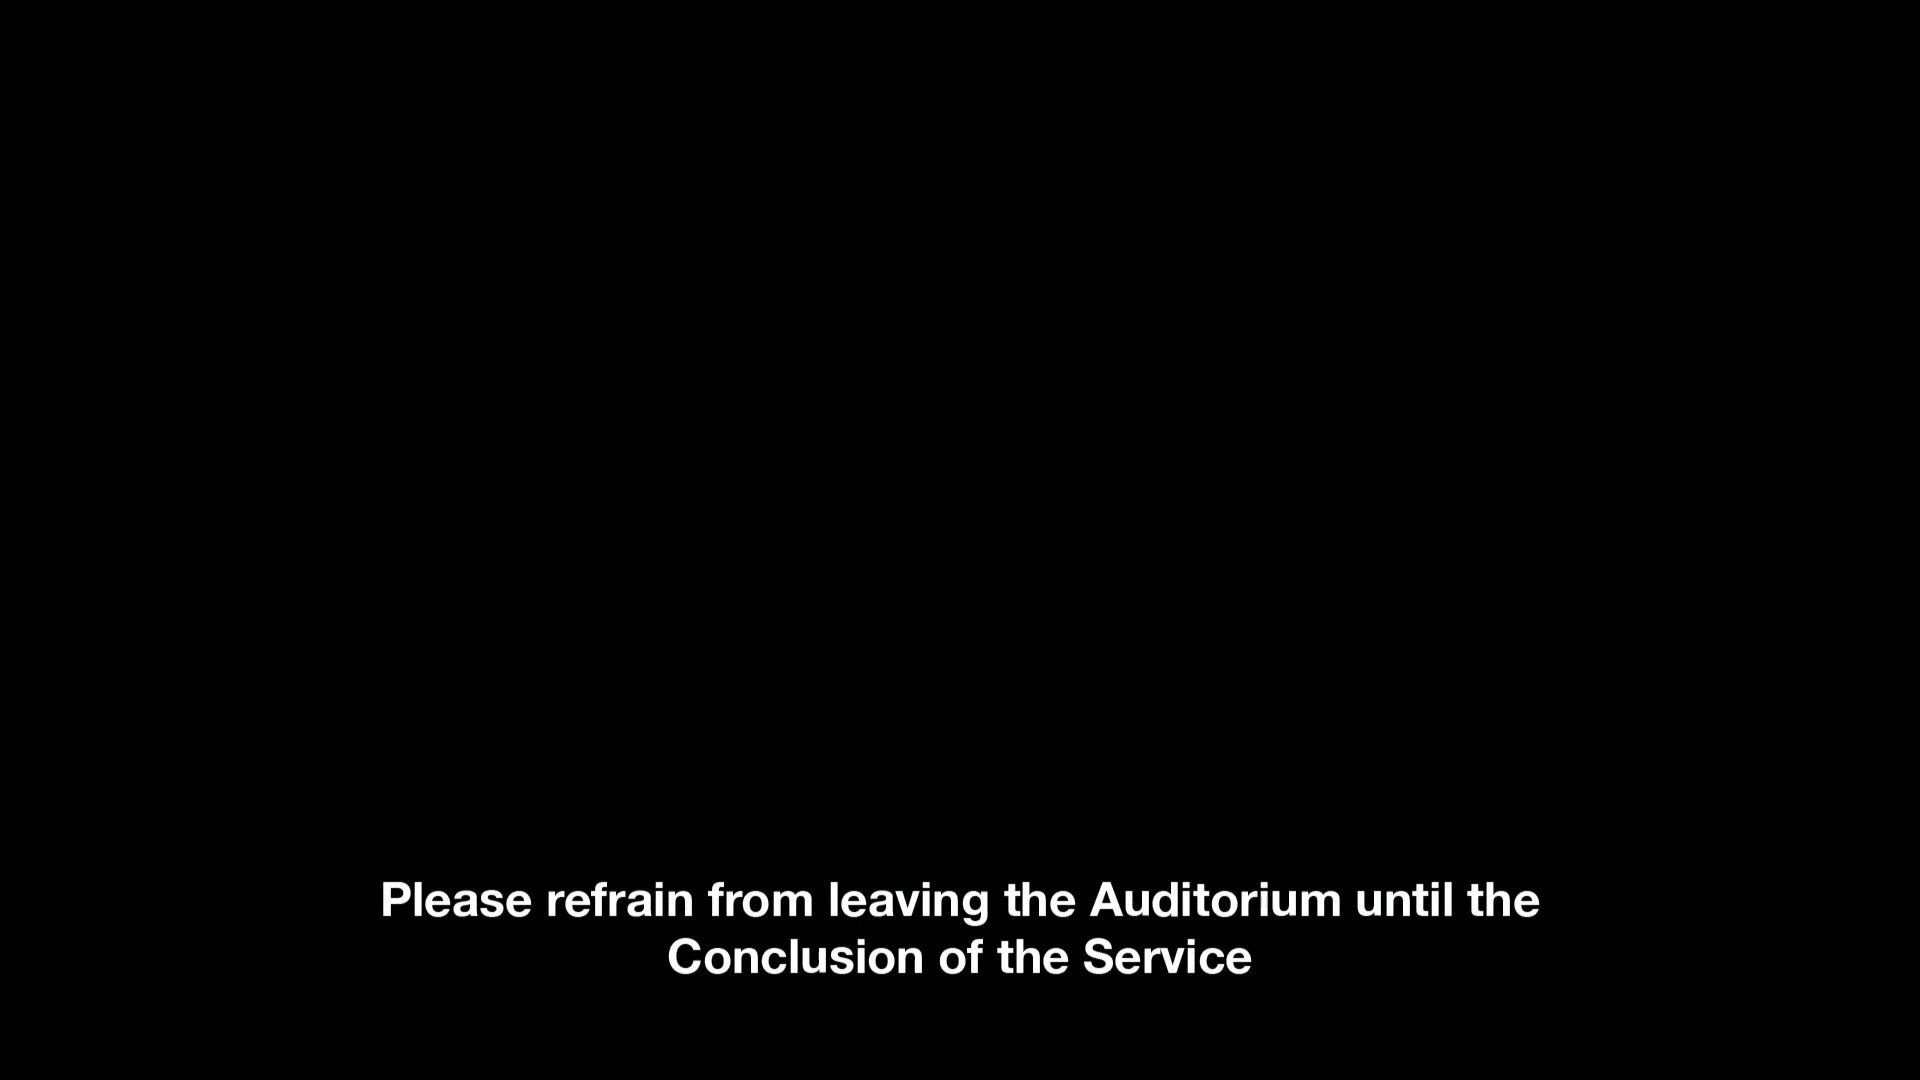 Please refrain from leaving the Auditorium until the
Conclusion of the Service